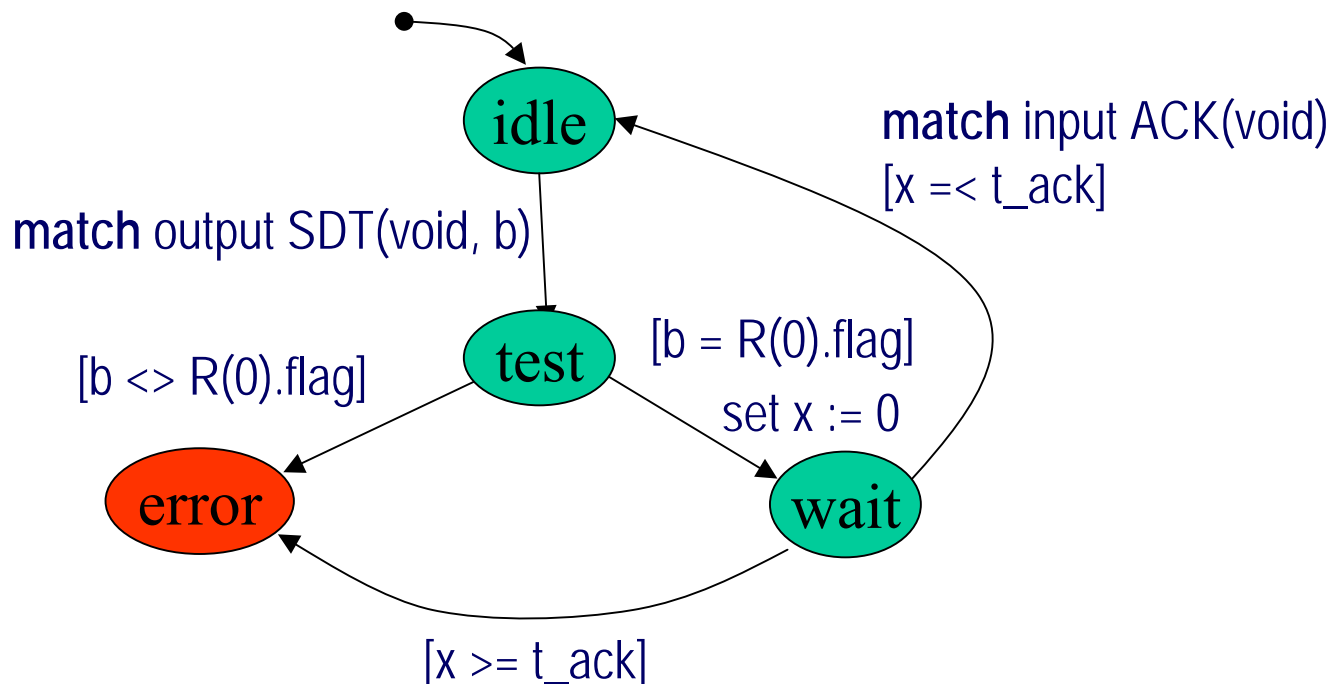 idle
match input ACK(void)
[x =< t_ack]
match output SDT(void, b)
test
[b = R(0).flag]
set x := 0
[b <> R(0).flag]
error
wait
[x >= t_ack]